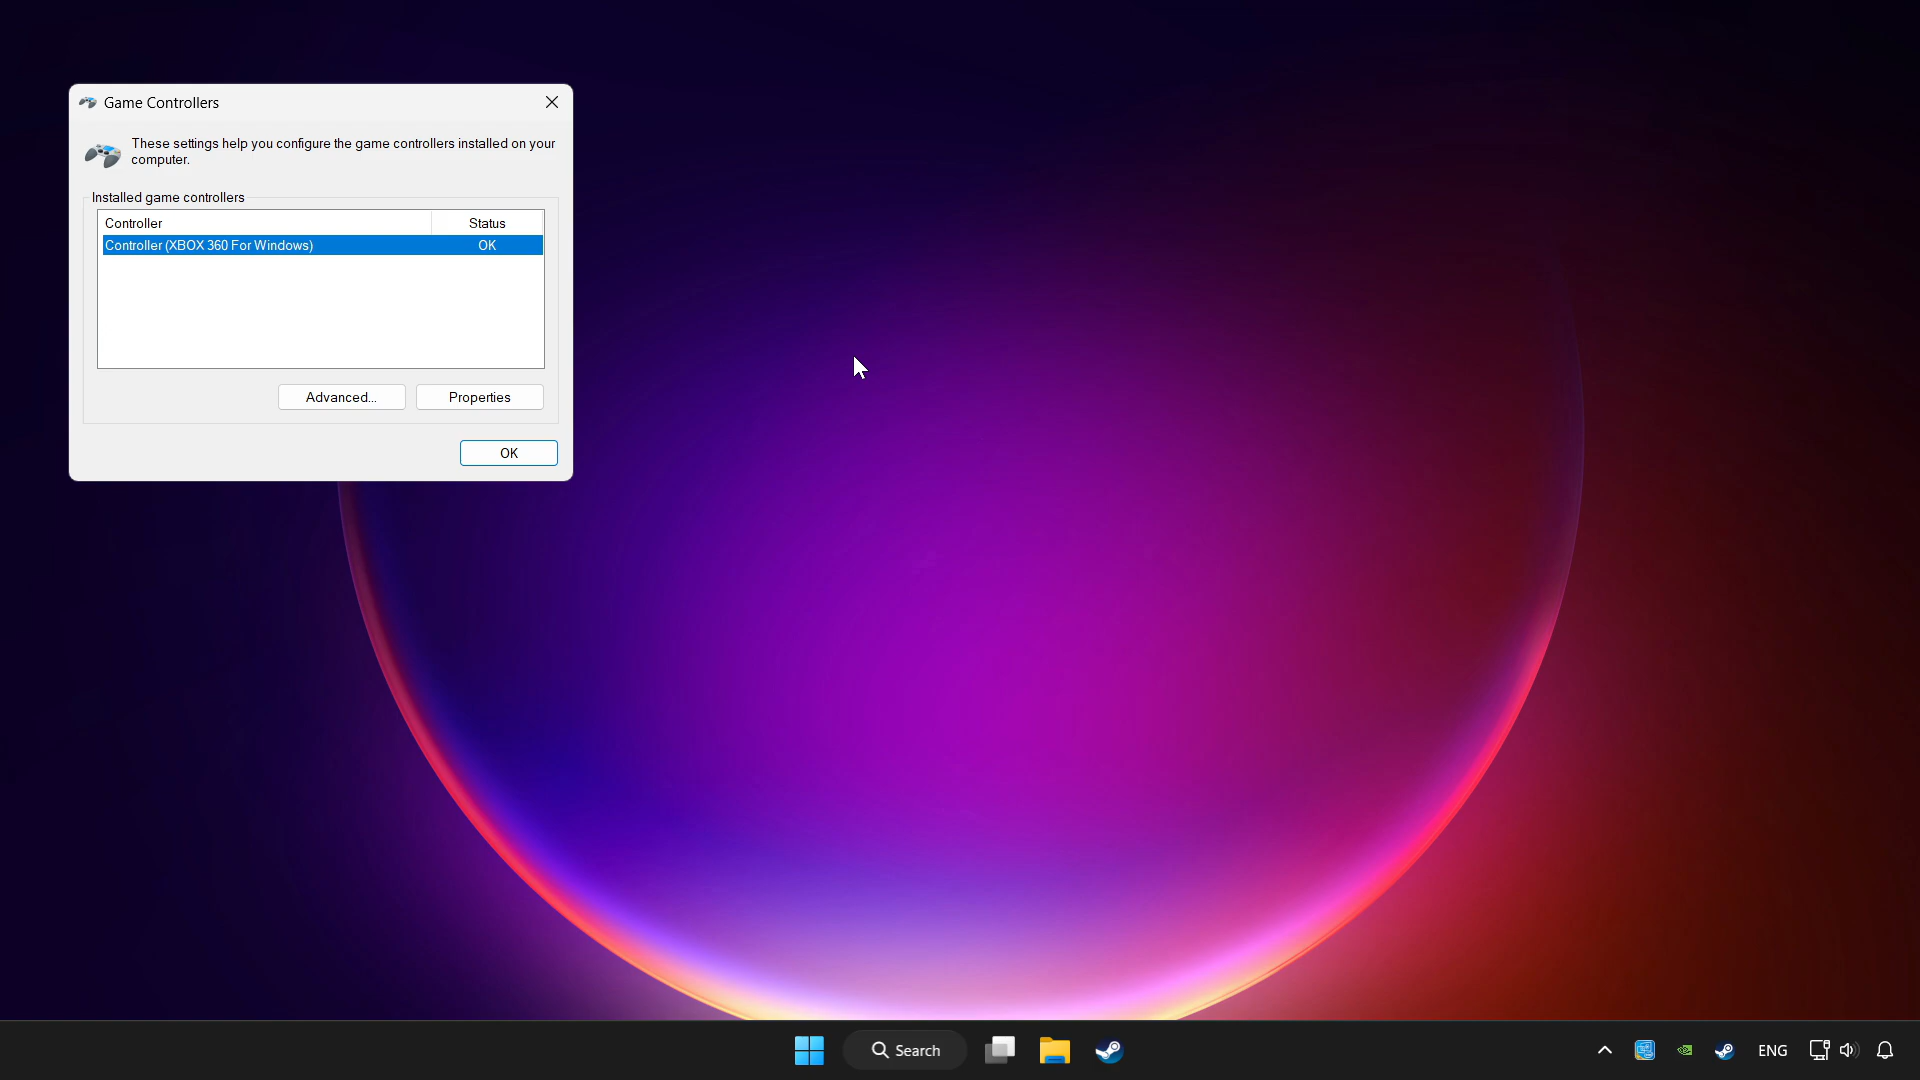 Game Controllers
These settings help you configure the game controllers installed on your
computer.
Installed game controllers
Controller Status
Controller (XBOX 360 For Windows) OK
Advanced... Properties
OK
Search ENG